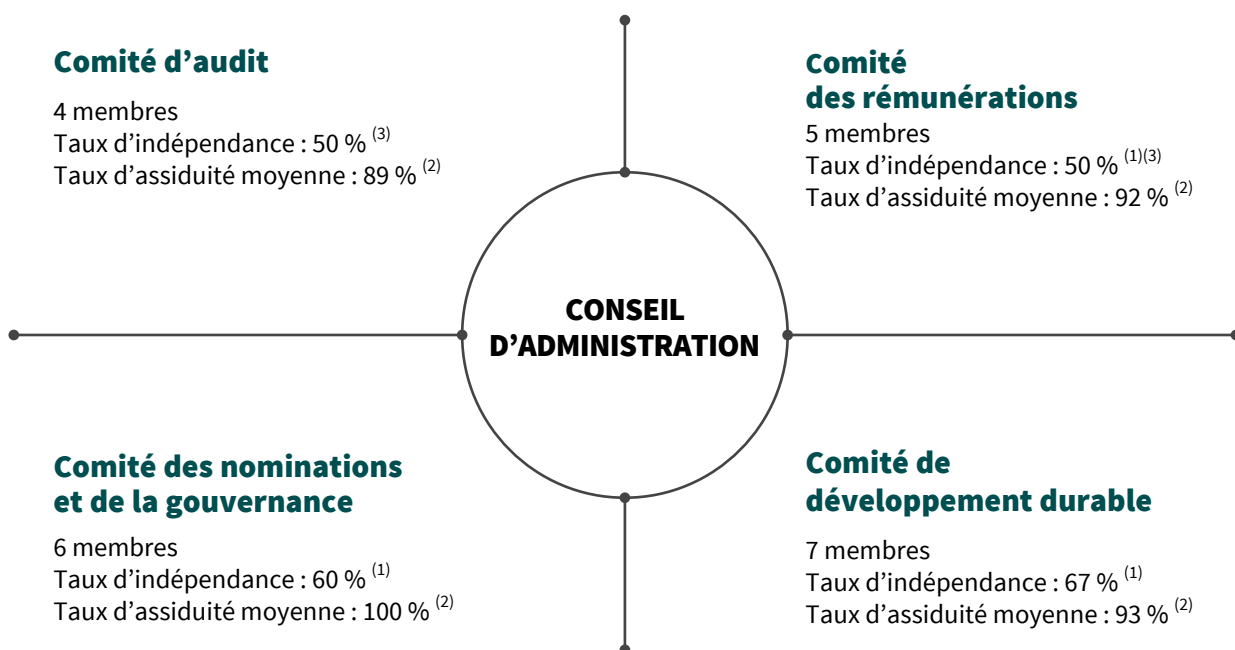 Comité d’audit
4 membres
Taux d’indépendance : 50 % (3)
Taux d’assiduité moyenne : 89 % (2)
Comité
des rémunérations
5 membres
Taux d’indépendance : 50 % (1)(3)
Taux d’assiduité moyenne : 92 % (2)
CONSEIL
D’ADMINISTRATION
Comité des nominations
et de la gouvernance
6 membres
Taux d’indépendance : 60 % (1)
Taux d’assiduité moyenne : 100 % (2)
Comité de
développement durable
7 membres
Taux d’indépendance : 67 % (1)
Taux d’assiduité moyenne : 93 % (2)